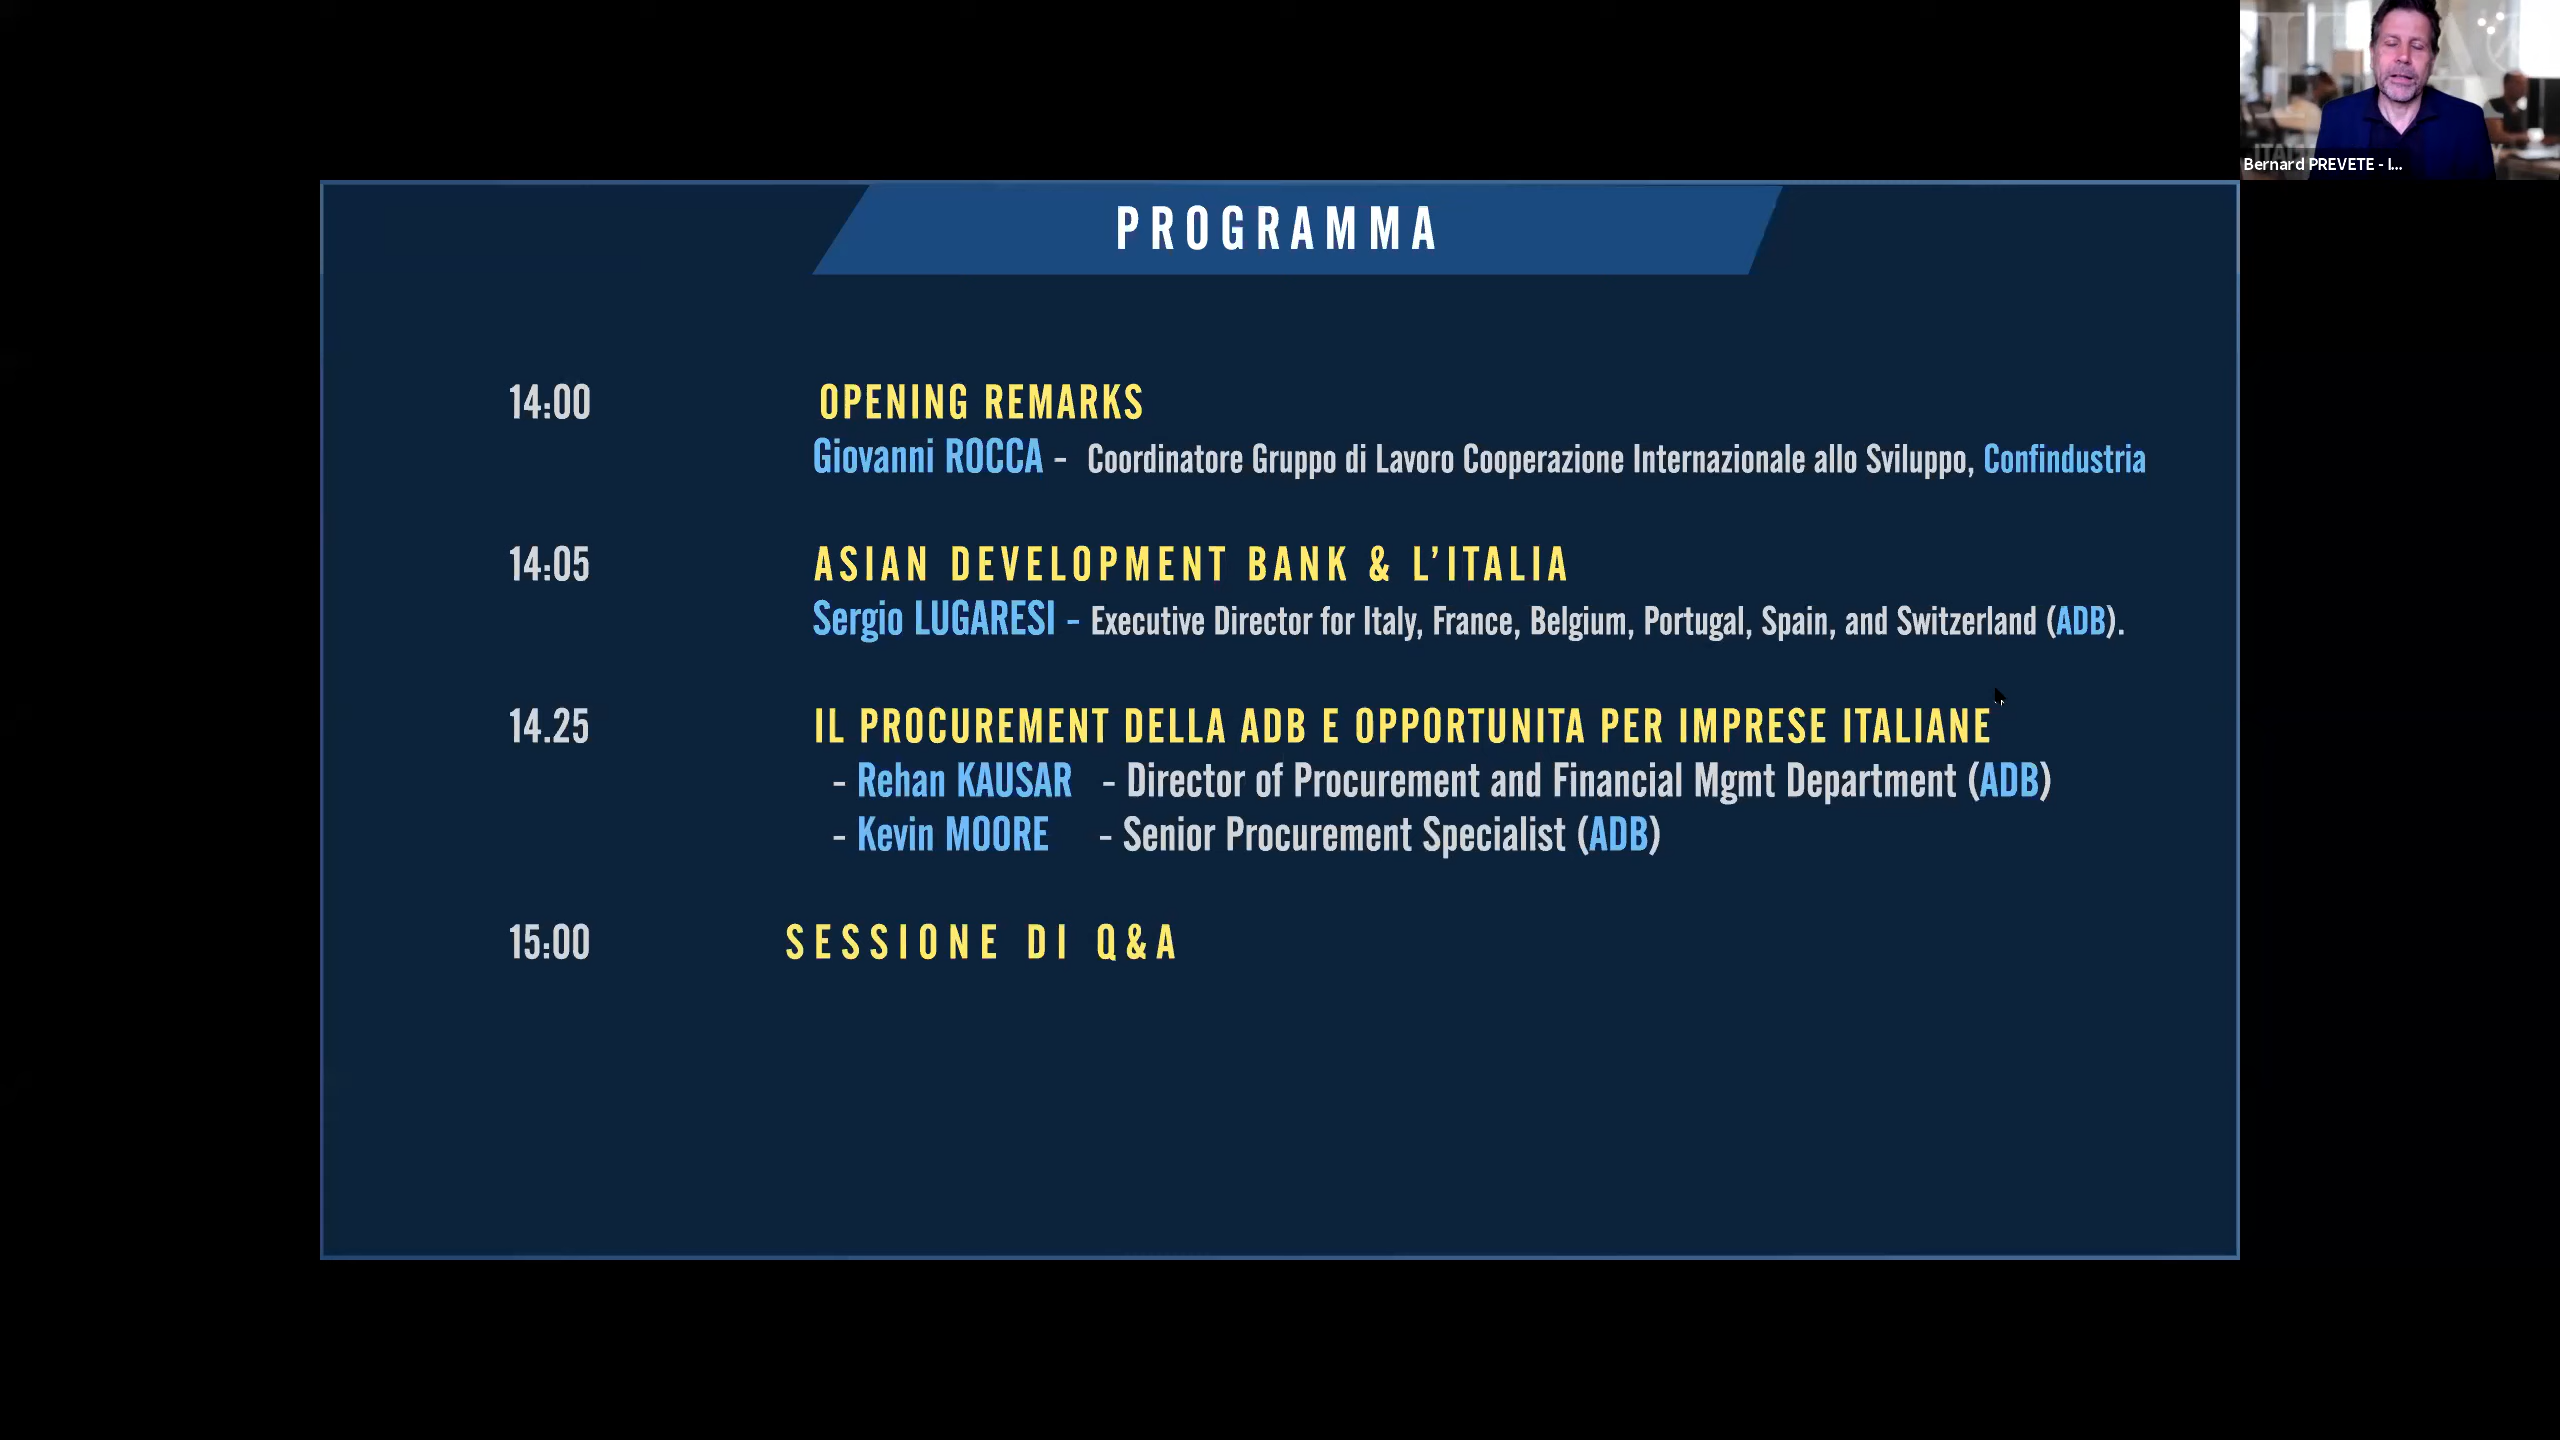 Bernard PREVETE - I...
PROGRAMMA
14:00 OPENING REMARKS
Giovanni ROCCA - Coordinatore Gruppo di Lavoro Cooperazione Internazionale allo Sviluppo, Confindustria
14:05 ASIAN DEVELOPMENT BANK & L'ITALIA
Sergio LUGARESI - Executive Director for Italy, France, Belgium, Portugal, Spain, and Switzerland (ADB).
14.25 IL PROCUREMENT DELLA ADB E OPPORTUNITA PER IMPRESE ITALIANE
- Rehan KAUSAR - Director of Procurement and Financial Mgmt Department (ADB)
- Kevin MOORE - Senior Procurement Specialist (ADB)
15:00 SESSIONE DI Q&A